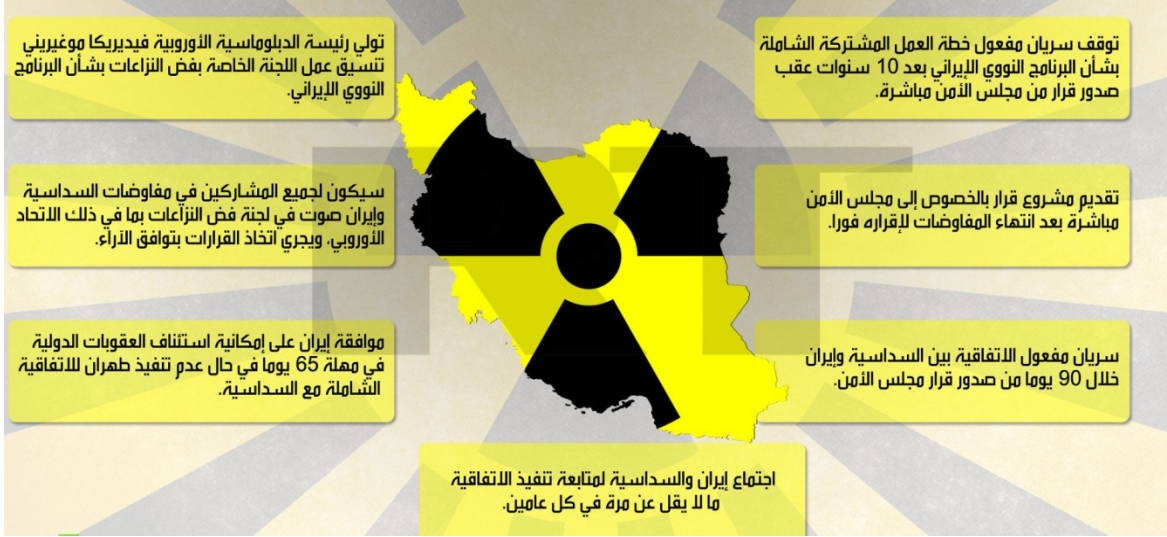 توقف سريان مفعول خطة العمل المشتركة الشاملة
بشأن البرنامج النووي الإيراني بعد 10 سنوات عقب
صدور قرار من مجلس الأمن مباشرة.
تقديم مشروع قرار بالخصوص إلى مجلس الأمن
مباشرة بعد انتهاء المفاوضات لإقراره فورا.
سريان مفعول الاتفاقية بين السداسية وإيران
خلال 90 يوما من صدور قرار مجلس الأمن.
تولي رئيسة الدبلوماسية الأوروبية فيديريكا موغيريني
تنسيق عمل اللجنة الخاصة بفض النزاعات بشأن البرنامج
النووي الإيراني.
سيكون لجميع المشاركين في مفاوضات السداسية
وإيران صوت في لجنة فض النزاعات بما في ذلك الاتحاد
الأوروبي، ويجري اتخاذ القرارات بتوافق الآراء.
موافقة إيران على إمكانية استئناف العقوبات الدولية
في مهلة 65 يوما في حال عدم تنفيذ طهران للاتفاقية
الشاملة مع السداسية.
اجتماع إيران والسداسية لمتابعة تنفيذ الاتفاقية
ما لا يقل عن مرة في كل عامين.
RT